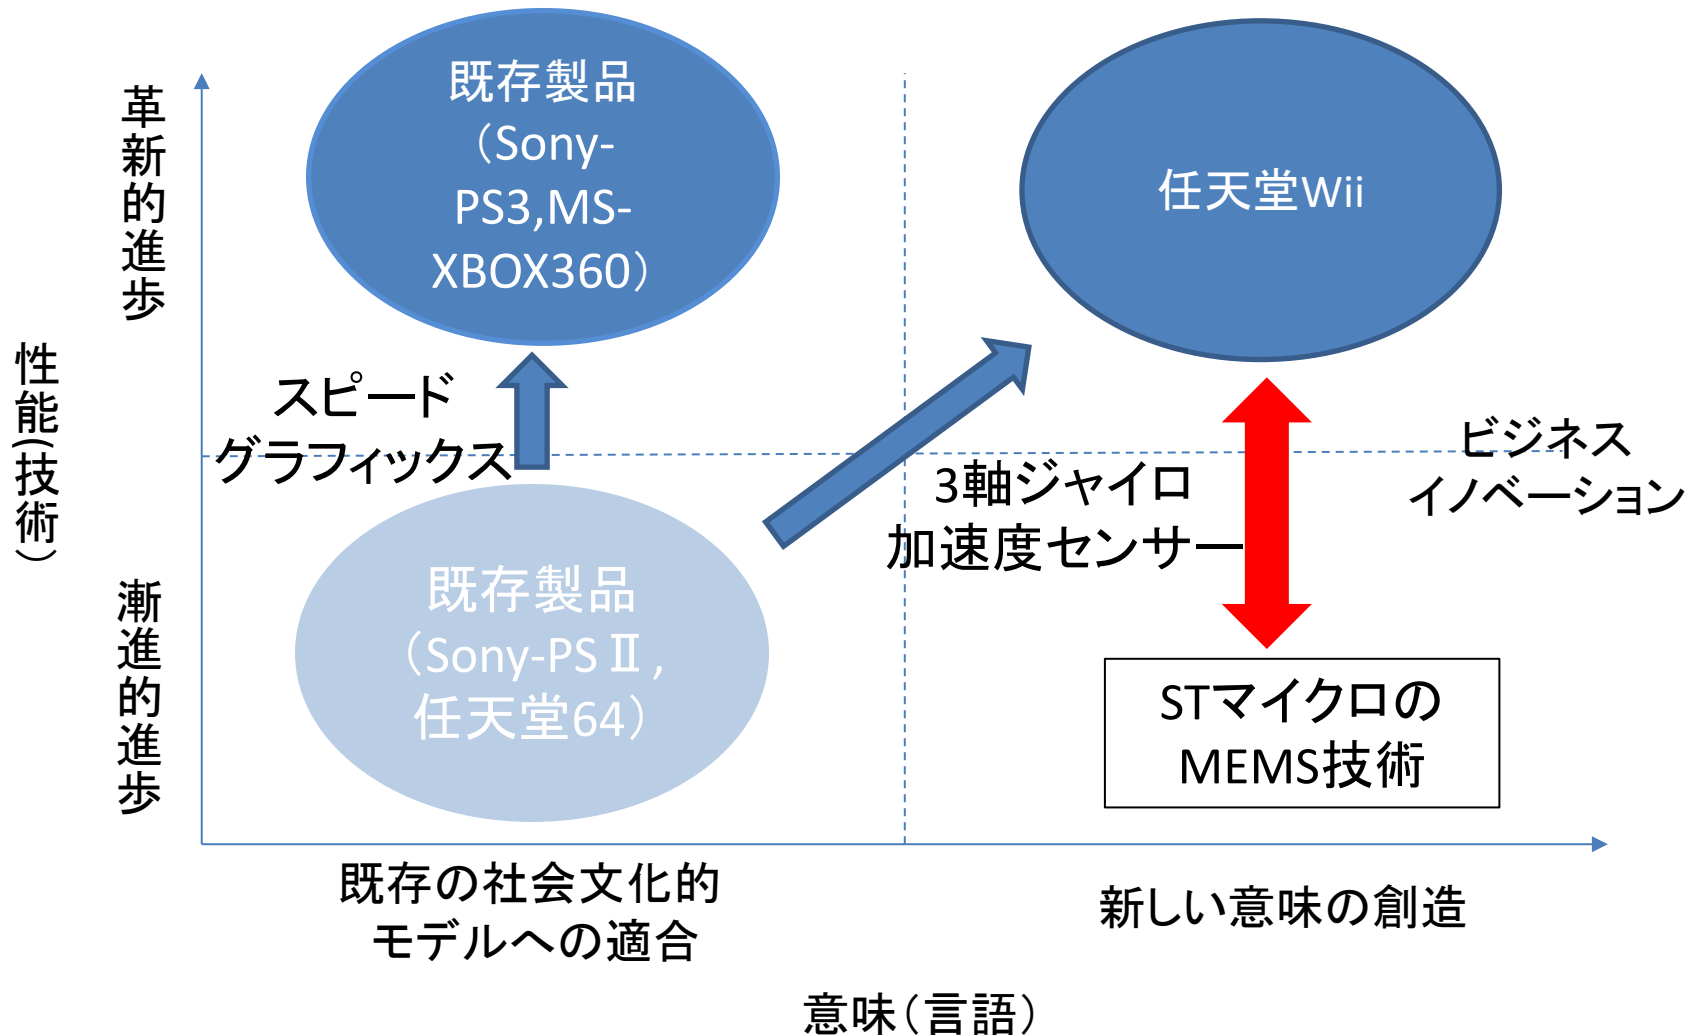 既存製品
（Sony-
PS3,MS-
XBOX360）
任天堂Wii
革新的進歩
性能(技術）
スピード
グラフィックス
3軸ジャイロ
加速度センサー
ビジネス
イノベーション
漸進的進歩
既存製品
（Sony-PSⅡ,
任天堂64）
STマイクロの
MEMS技術
既存の社会文化的
モデルへの適合
新しい意味の創造
意味（言語）